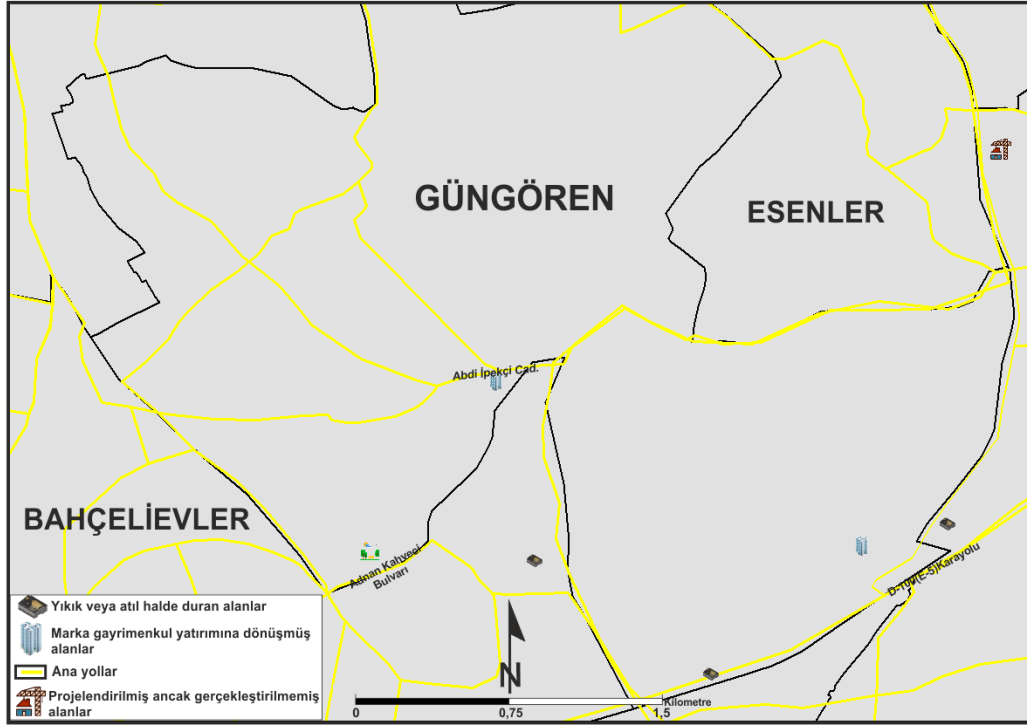 GÜNGÖREN
ESENLER
Abdi İpekçi Cad.
BAHÇELİEVLER
Adnan Kahveci
Bulvarı
D-100(E-5)Karayolu
Yıkık veya atıl halde duran alanlar
Marka gayrimenkul yatırımına dönüşmüş
alanlar
Ana yollar
Projelendirilmiş ancak gerçekleştirilmemiş
alanlar
N
Kilometre
0 0,75 1,5